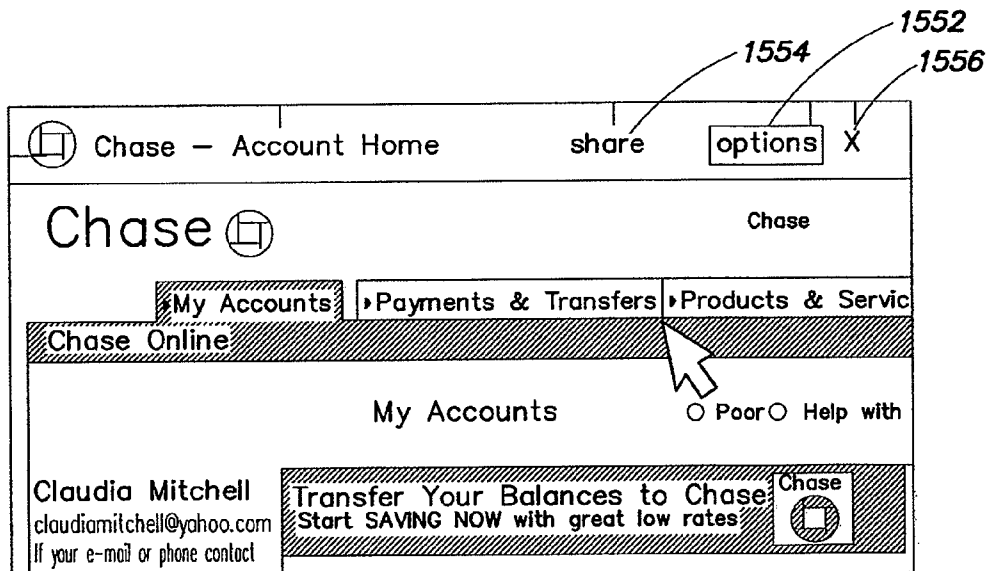 1552
1554
1556
Chase – Account Home share options X
Chase Chase
My Accounts Payments & Transfers Products & Servic
Chase Online
My Accounts Poor Help with
Claudia Mitchell
claudiamitchell@yahoo.com
If your e-mail or phone contact
Transfer Your Balances to Chase
Start SAVING NOW with great low rates
Chase